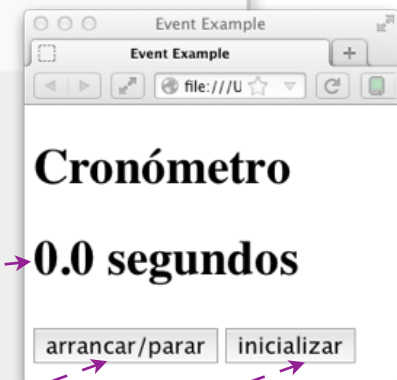 Event Example
Event Example
file:///U
Cronómetro
0.0 segundos
arrancar/parar inicializar